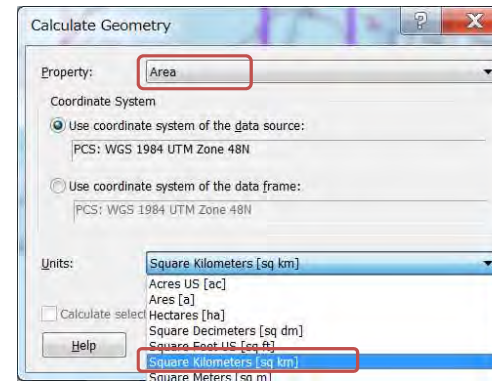 Calculate Geometry
Property: Area
Coordinate System
Use coordinate system of the data source:
PCS: WGS 1984 UTM Zone 48N
Use coordinate system of the data frame:
PCS: WGS 1984 UTM Zone 48N
Units: Square Kilometers [sq km]
Acres US [ac]
Ares [a]
Calculate selec Hectares [ha]
Square Decimeters [sq dm]
Help Square Feet US [sq ft]
Square Kilometers [sq km]
Square Meters [sq m]